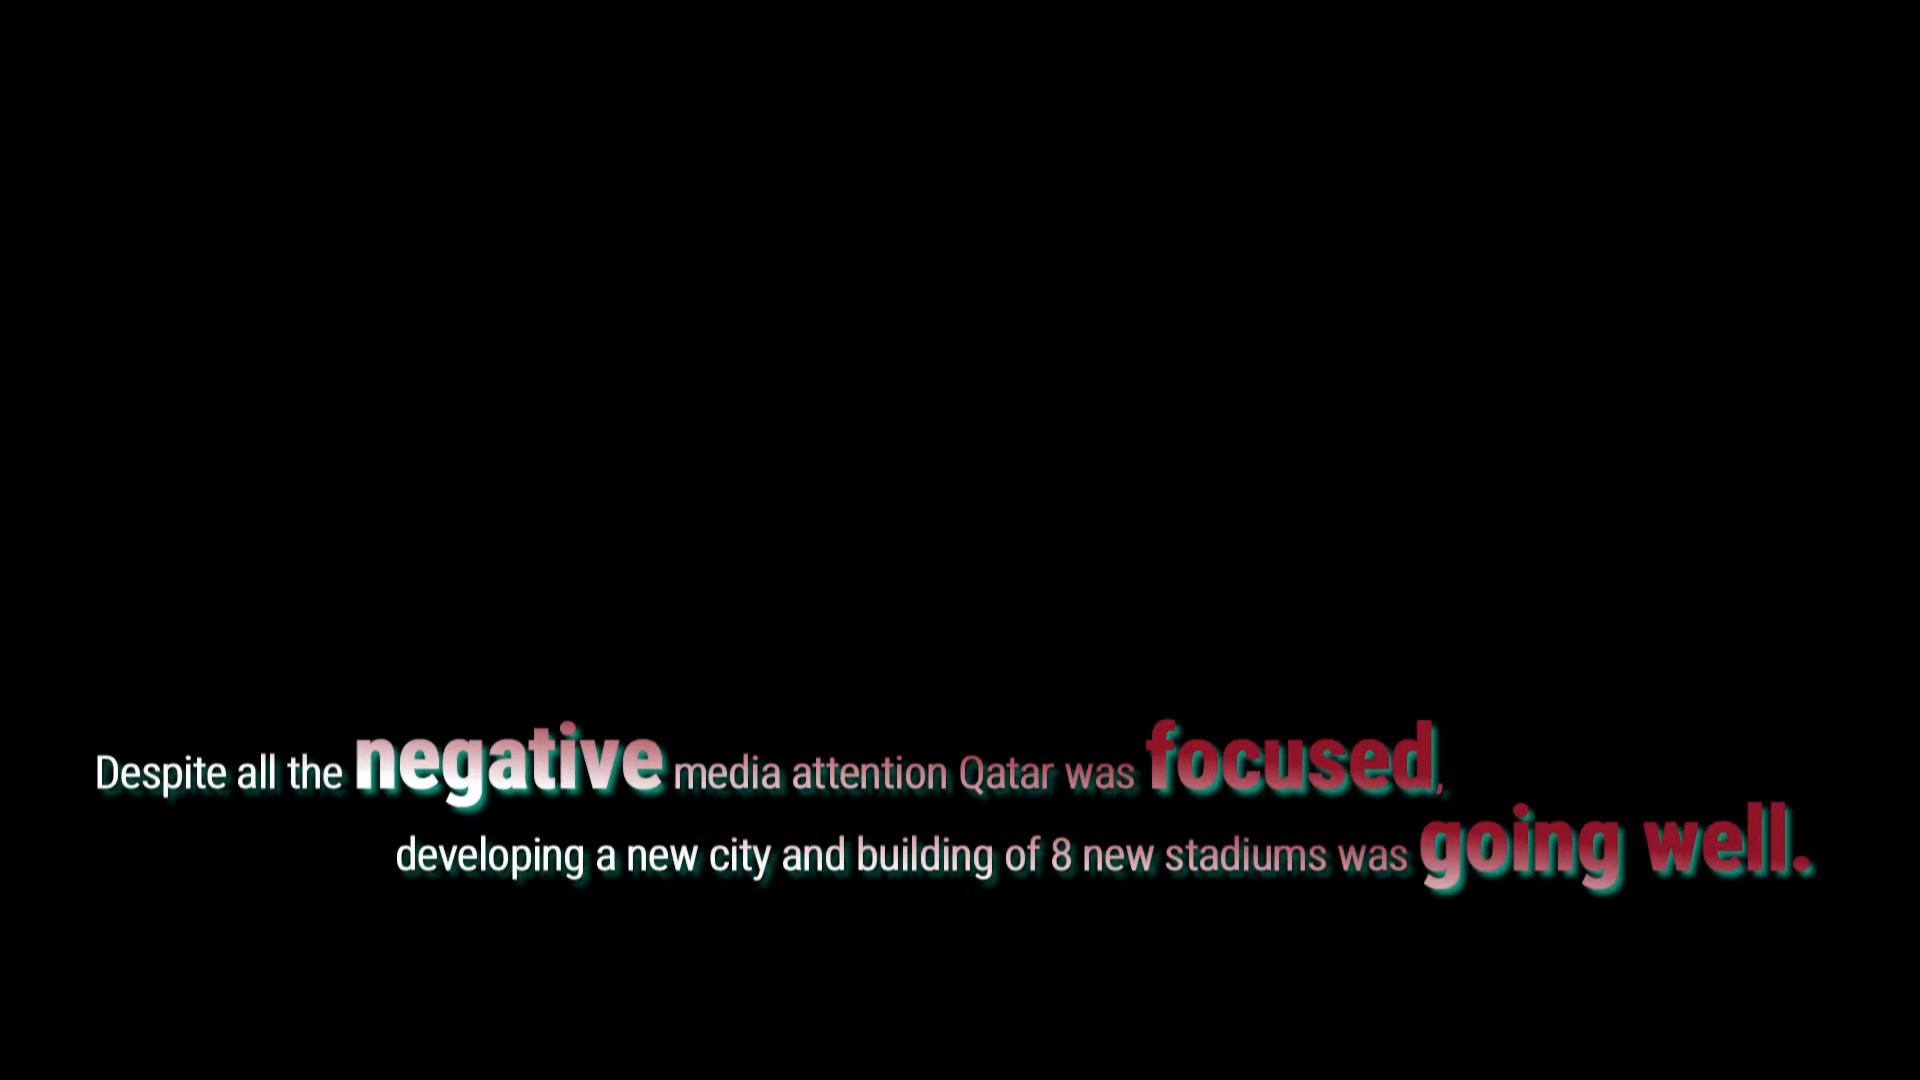 Despite all the negative media attention Qatar was focused,
developing a new city and building of 8 new stadiums was going well.